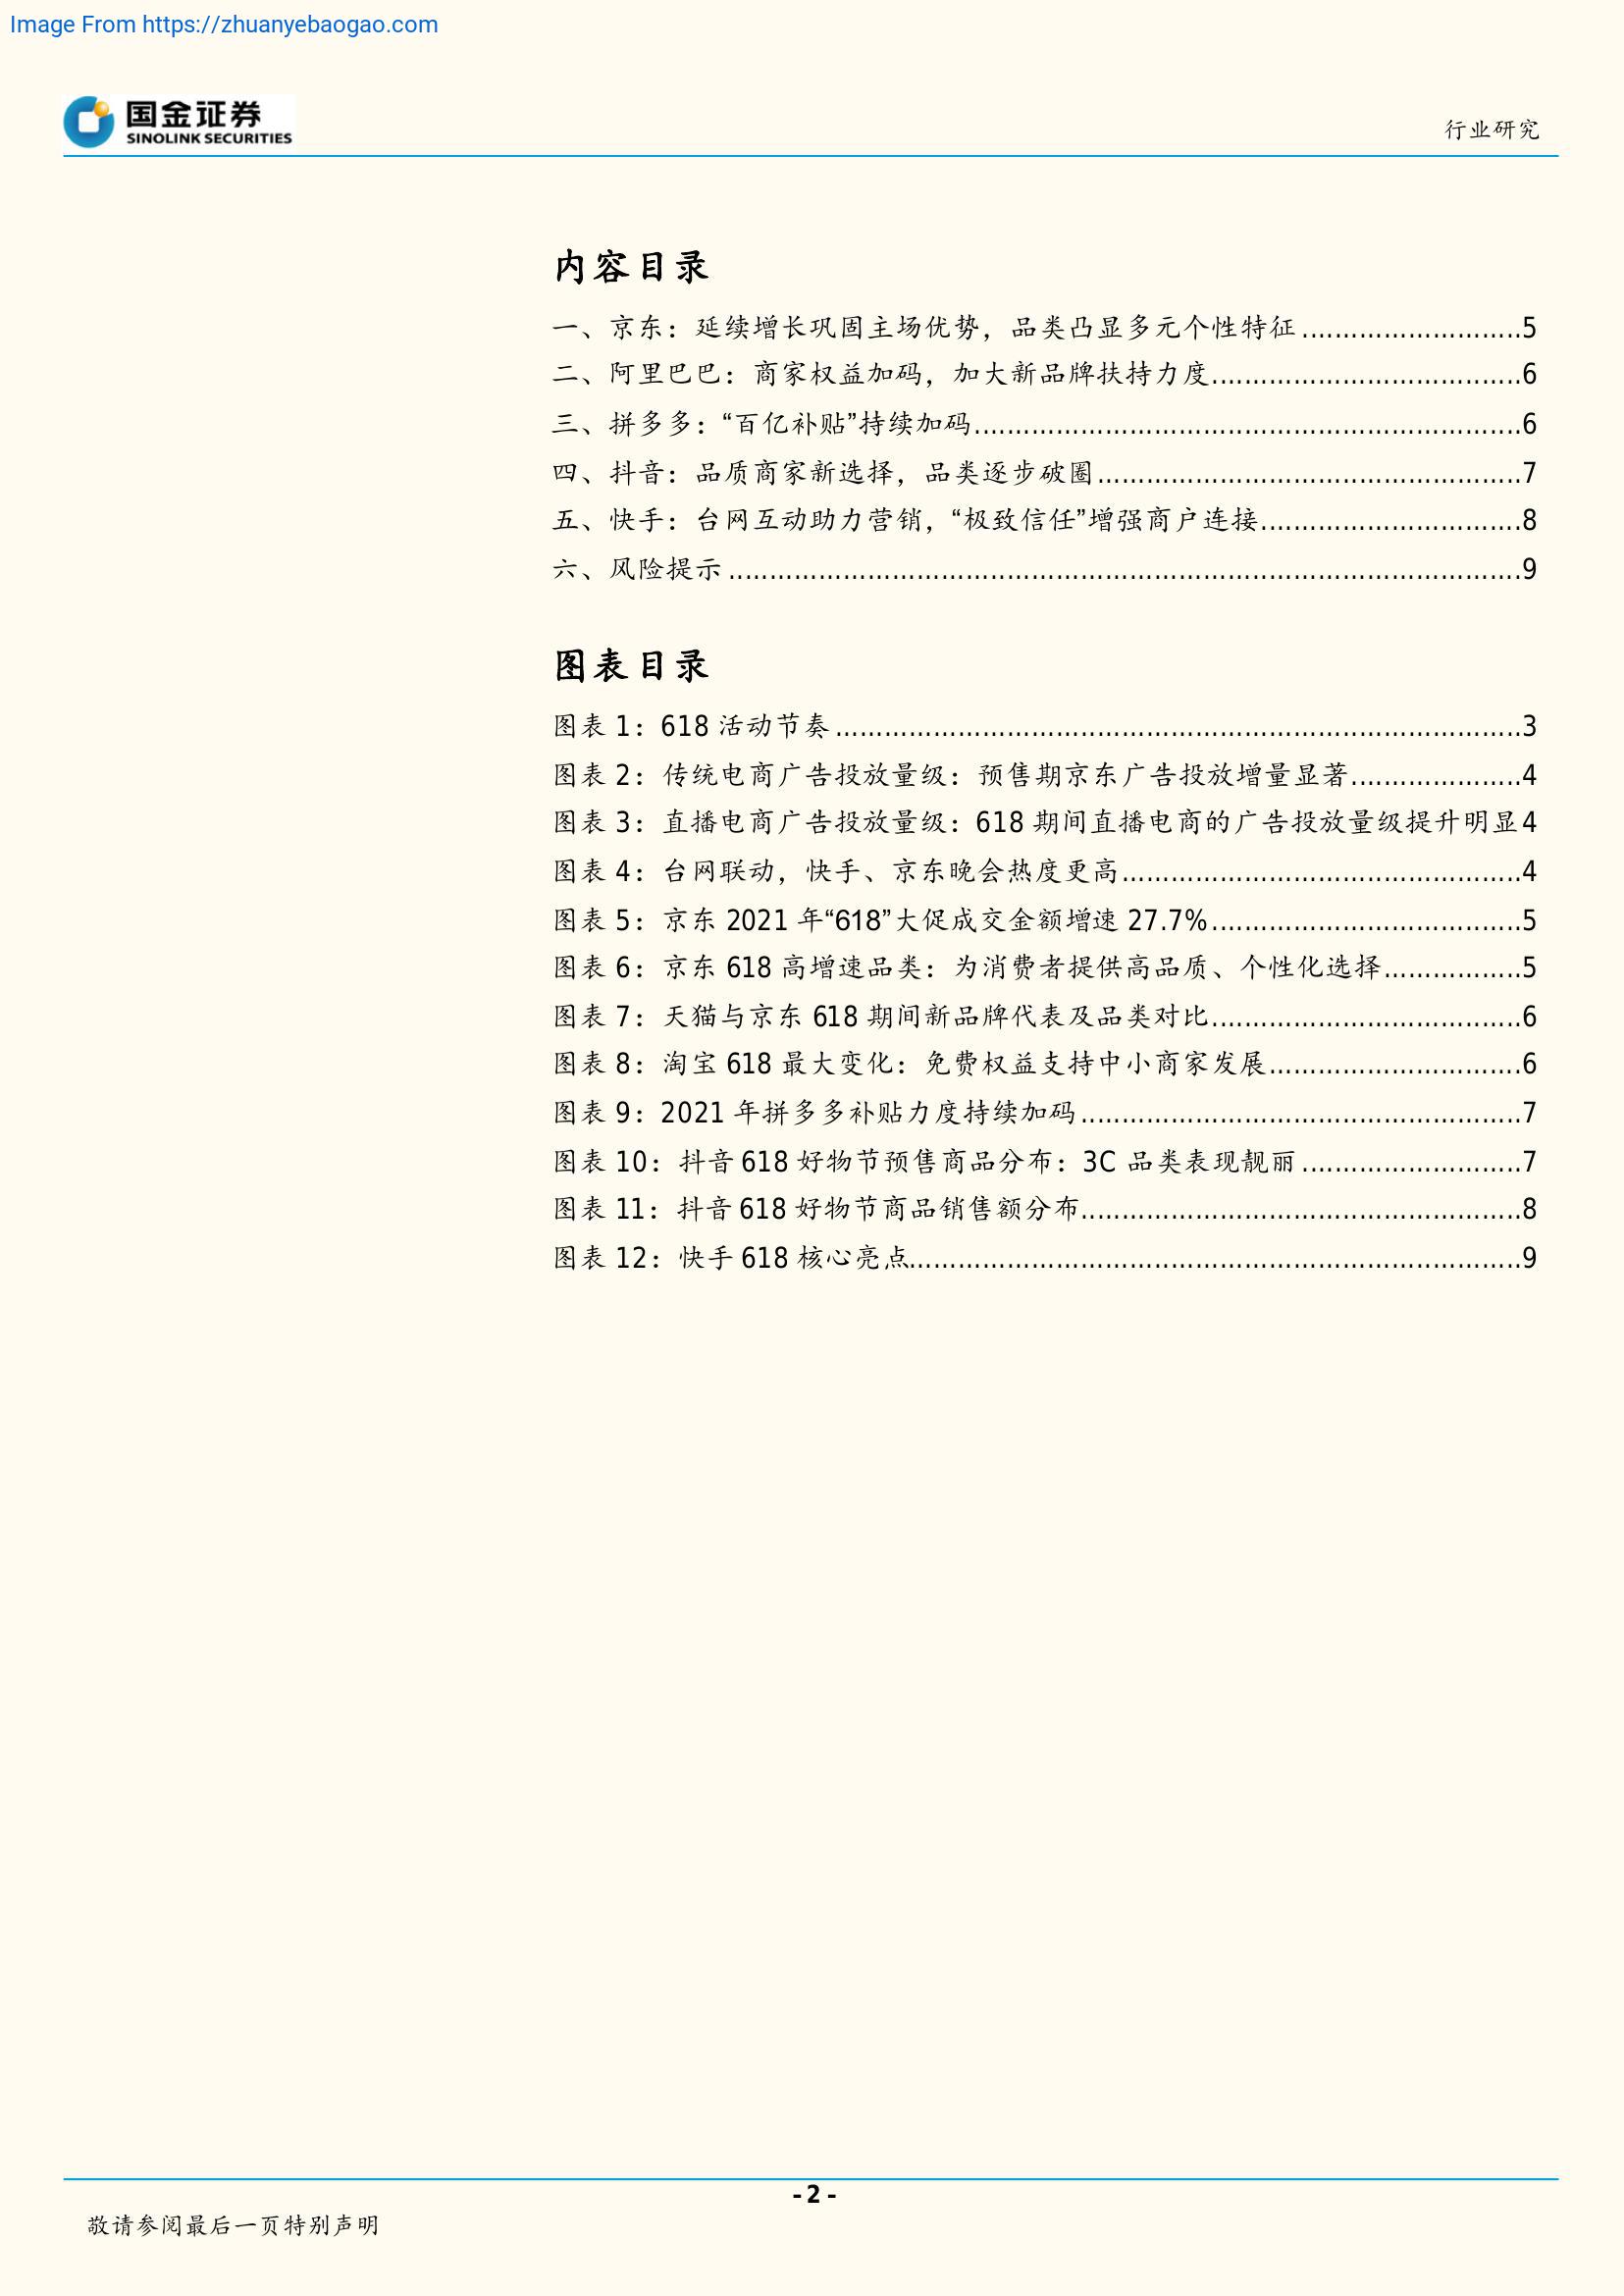 Image From https://zhuanyebaogao.com
国金证券
SINOLINK SECURITIES
行业研究
内容目录
一、京东：延续增长巩固主场优势，品类凸显多元个性特征...........................5
二、阿里巴巴：商家权益加码，加大新品牌扶持力度......................................6
三、拼多多：“百亿补贴”持续加码...................................................................6
四、抖音：品质商家新选择，品类逐步破圈....................................................7
五、快手：台网互动助力营销，“极致信任”增强商户连接................................8
六、风险提示.................................................................................................9
图表目录
图表 1：618 活动节奏....................................................................................3
图表 2：传统电商广告投放量级：预售期京东广告投放增量显著.....................4
图表 3：直播电商广告投放量级：618 期间直播电商的广告投放量级提升明显4
图表 4：台网联动，快手、京东晚会热度更高.................................................4
图表 5：京东 2021 年“618”大促成交金额增速 27.7%......................................5
图表 6：京东 618 高增速品类：为消费者提供高品质、个性化选择.................5
图表 7：天猫与京东 618 期间新品牌代表及品类对比......................................6
图表 8：淘宝 618 最大变化：免费权益支持中小商家发展...............................6
图表 9：2021 年拼多多补贴力度持续加码......................................................7
图表 10：抖音 618 好物节预售商品分布：3C 品类表现靓丽...........................7
图表 11：抖音 618 好物节商品销售额分布......................................................8
图表 12：快手 618 核心亮点...........................................................................9
- 2 -
敬请参阅最后一页特别声明